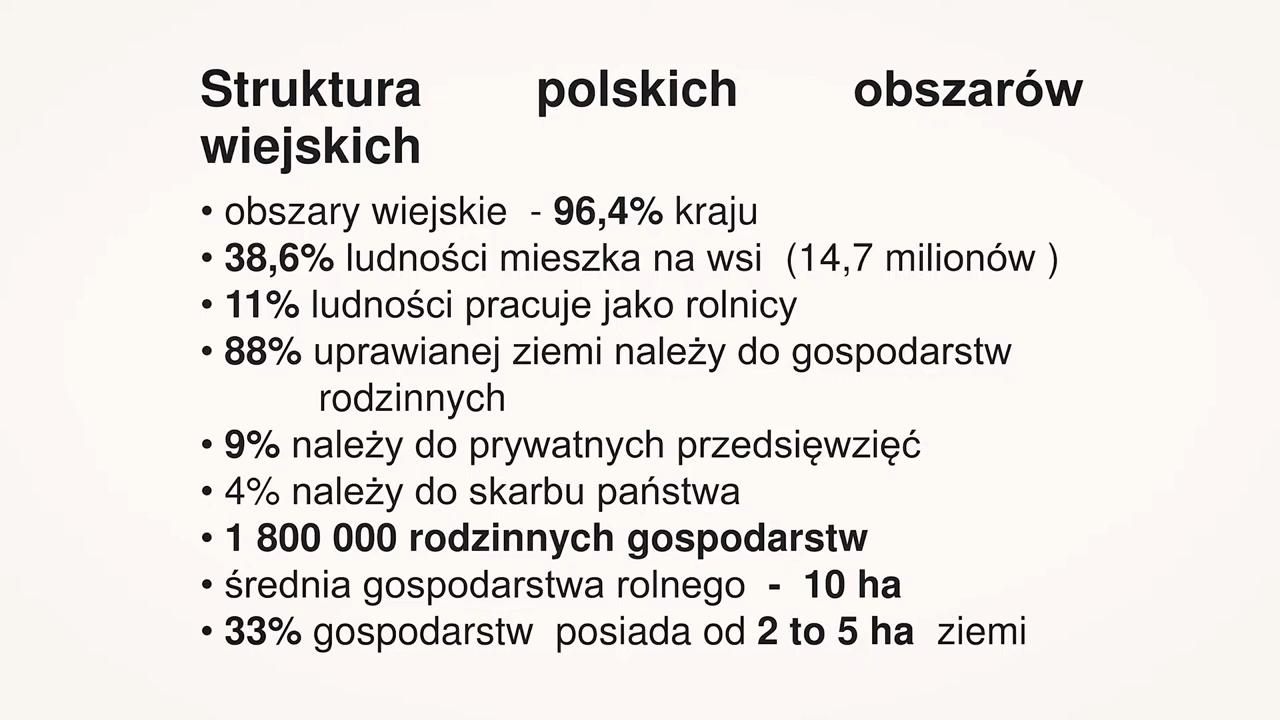 Struktura polskich obszarów
wiejskich
• obszary wiejskie - 96,4% kraju
• 38,6% ludności mieszka na wsi (14,7 milionów )
• 11% ludności pracuje jako rolnicy
• 88% uprawianej ziemi należy do gospodarstw
rodzinnych
• 9% należy do prywatnych przedsięwzięć
• 4% należy do skarbu państwa
• 1 800 000 rodzinnych gospodarstw
• średnia gospodarstwa rolnego - 10 ha
• 33% gospodarstw posiada od 2 to 5 ha ziemi